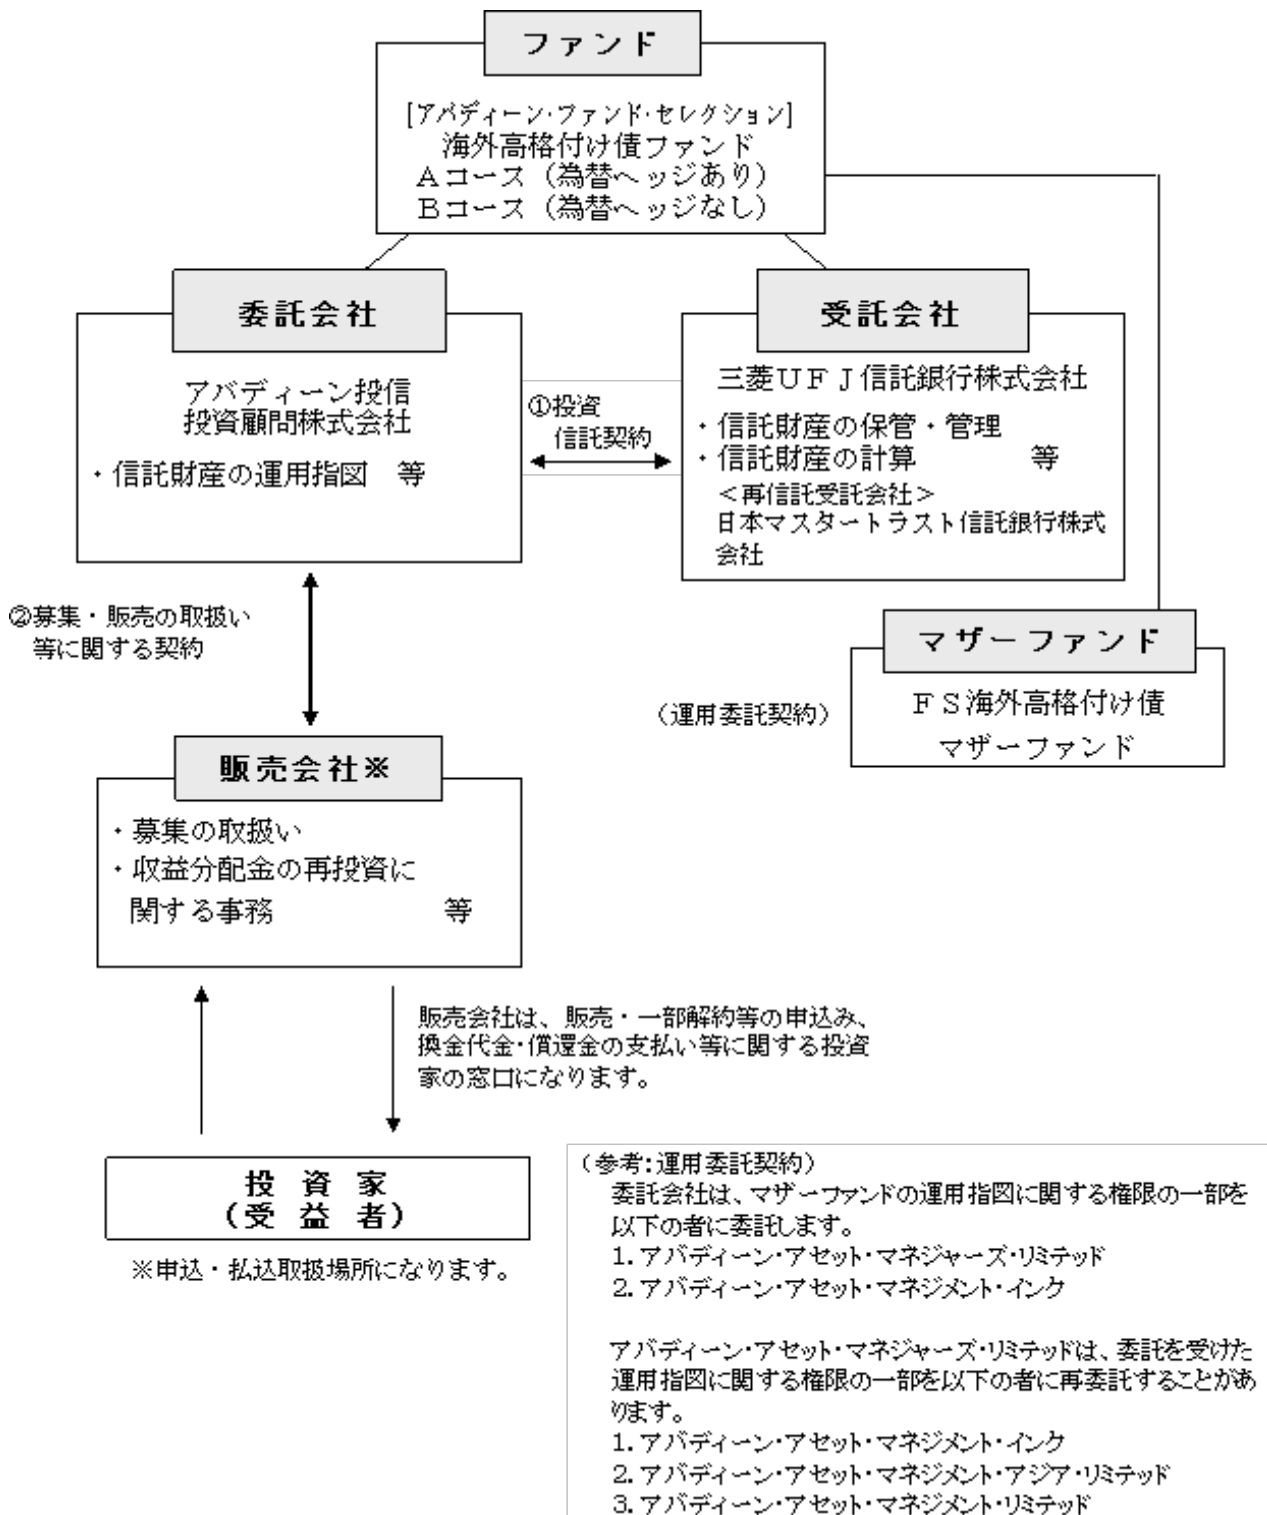 ファンド
[アバディーン・ファンド・セレクション]
海外高格付け債ファンド
Ａコース（為替ヘッジあり）
Ｂコース（為替ヘッジなし）
委託会社
アバディーン投信
投資顧問株式会社
・信託財産の運用指図　等
①投資
信託契約
受託会社
三菱ＵＦＪ信託銀行株式会社
・信託財産の保管・管理
・信託財産の計算　　　　　等
＜再信託受託会社＞
日本マスタートラスト信託銀行株式
会社
②募集・販売の取扱い
等に関する契約
マザーファンド
（運用委託契約）
ＦＳ海外高格付け債
マザーファンド
販売会社※
・募集の取扱い
・収益分配金の再投資に
関する事務　　　　　　　等
販売会社は、販売・一部解約等の申込み、
換金代金・償還金の支払い等に関する投資
家の窓口になります。
投 資 家
(受 益 者)
※申込・払込取扱場所になります。
（参考:運用委託契約）
委託会社は、マザーファンドの運用指図に関する権限の一部を
以下の者に委託します。
1. アバディーン・アセット・マネジャーズ・リミテッド
2. アバディーン・アセット・マネジメント・インク
アバディーン・アセット・マネジャーズ・リミテッドは、委託を受けた
運用指図に関する権限の一部を以下の者に再委託することがあ
ります。
1. アバディーン・アセット・マネジメント・インク
2. アバディーン・アセット・マネジメント・アジア・リミテッド
3. アバディーン・アセット・マネジメント・リミテッド